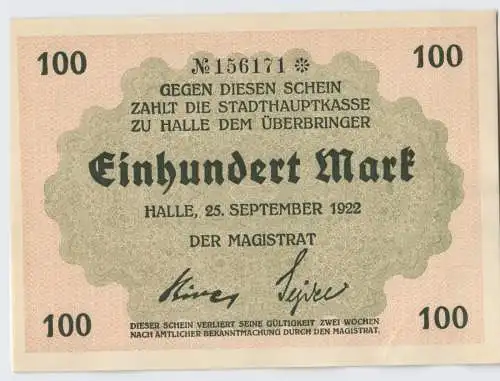 100 100
№156171 ※
GEGEN DIESEN SCHEIN
ZAHLT DIE STADTHAUPTKASSE
ZU HALLE DEM ÜBERBRINGER
Einhundert Mark
HALLE, 25. SEPTEMBER 1922
DER MAGISTRAT
100 100
DIESER SCHEIN VERLIERT SEINE GÜLTIGKEIT ZWEI WOCHEN
NACH AMTLICHER BEKANNTMACHUNG DURCH DEN MAGISTRAT.